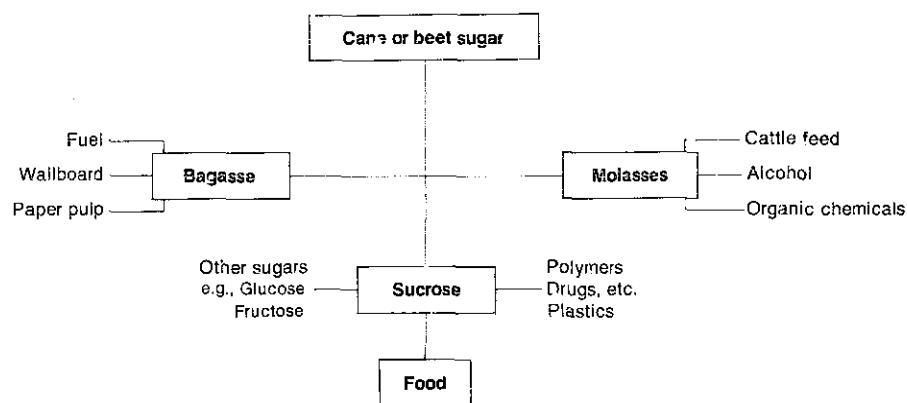 Cane or beet sugar
Fuel
Wallboard
Paper pulp
Bagasse
Molasses
Cattle feed
Alcohol
Organic chemicals
Other sugars
e.g., Glucose
Fructose
Sucrose
Polymers
Drugs, etc.
Plastics
Food